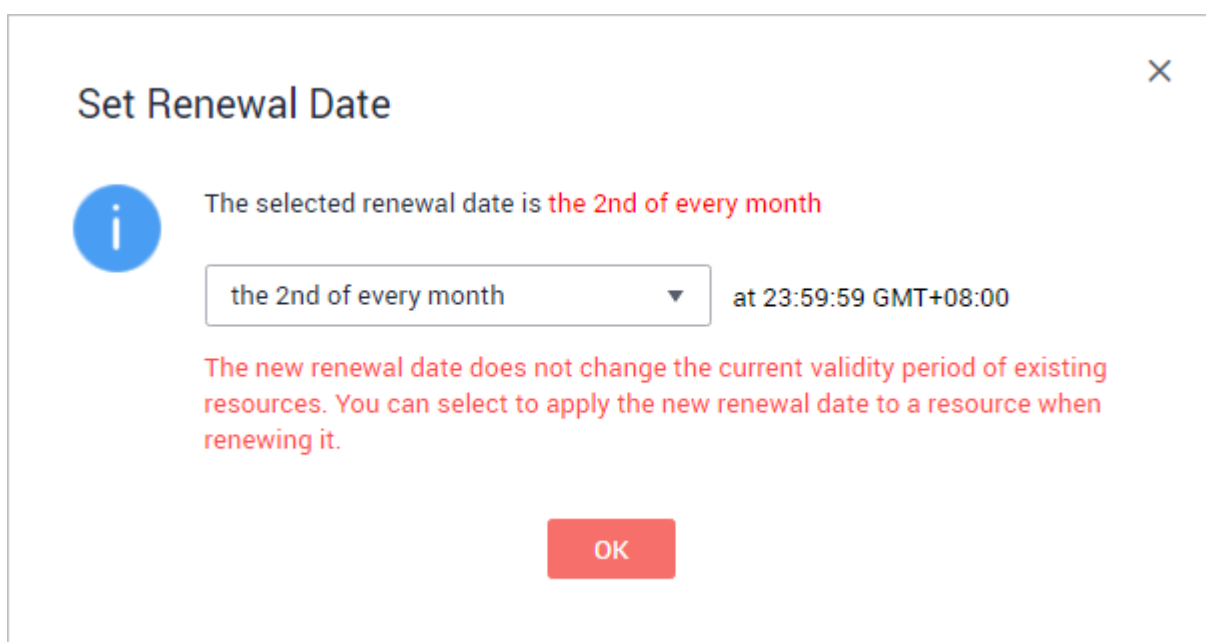 Set Renewal Date
The selected renewal date is the 2nd of every month
the 2nd of every month
at 23:59:59 GMT+08:00
The new renewal date does not change the current validity period of existing
resources. You can select to apply the new renewal date to a resource when
renewing it.
OK